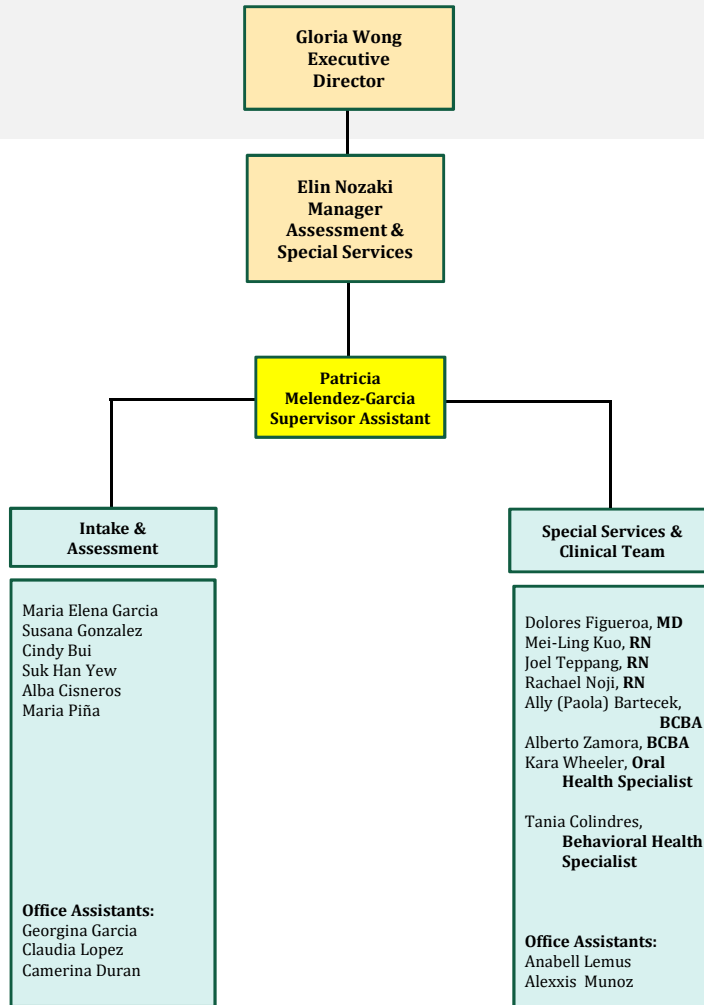 Gloria Wong
Executive
Director
Elin Nozaki
Manager
Assessment &
Special Services
Patricia
Melendez-Garcia
Supervisor Assistant
Intake &
Assessment
Maria Elena Garcia
Susana Gonzalez
Cindy Bui
Suk Han Yew
Alba Cisneros
Maria Piña
Office Assistants:
Georgina Garcia
Claudia Lopez
Camerina Duran
Special Services &
Clinical Team
Dolores Figueroa, MD
Mei-Ling Kuo, RN
Joel Teppang, RN
Rachael Noji, RN
Ally (Paola) Bartecek,
BCBA
Alberto Zamora, BCBA
Kara Wheeler, Oral
Health Specialist
Tania Colindres,
Behavioral Health
Specialist
Office Assistants:
Anabell Lemus
Alexxis Munoz